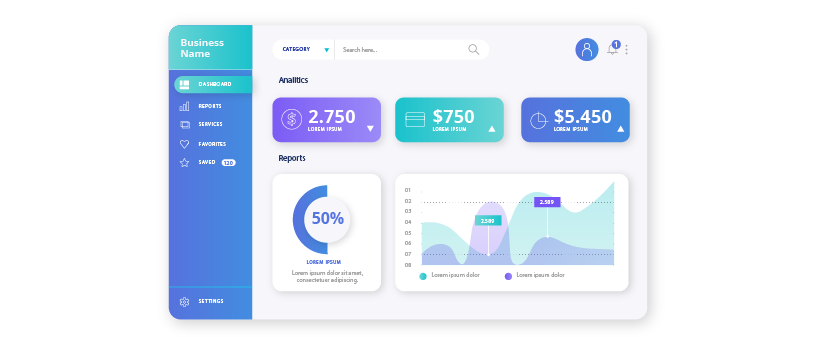 Business
Name
DASHBOARD
REPORTS
SERVICES
FAVORITES
SAVED 120
SETTINGS
CATEGORY
Search here...
1
Analitics
2.750
LOREM IPSUM
$750
LOREM IPSUM
$5.450
LOREM IPSUM
Reports
50%
LOREM IPSUM
Lorem ipsum dolor sit amet,
consectetuer adipiscing.
01
02
03
04
05
06
07
08
2.589
2.589
Lorem ipsum dolor
Lorem ipsum dolor